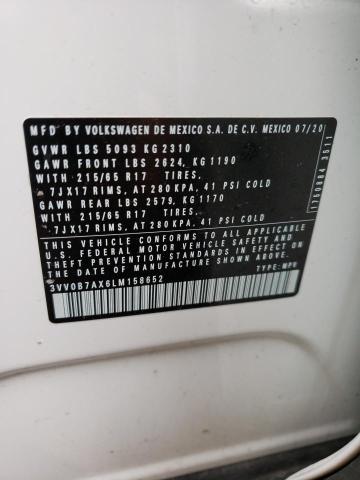 MFD BY VOLKSWAGEN DE MEXICO S.A. DE C.V. MEXICO 07/20
GVWR LBS 5093 KG 2310
GAWR FRONT LBS 2624, KG 1190
WITH 215/65 R17 TIRES.
7JX17 RIMS, AT 280 KPA, 41 PSI COLD
GAWR REAR LBS 2579, KG 1170
WITH 215/65 R17 TIRES.
7JX17 RIMS, AT 280 KPA, 41 PSI COLD
THIS VEHICLE CONFORMS TO ALL APPLICABLE
U.S. FEDERAL MOTOR VEHICLE SAFETY AND
THEFT PREVENTION STANDARDS IN EFFECT
ON THE DATE OF MANUFACTURE SHOWN ABOVE.
3VV0B7AX6LM158652 TYPE: MPV
1750884 3511